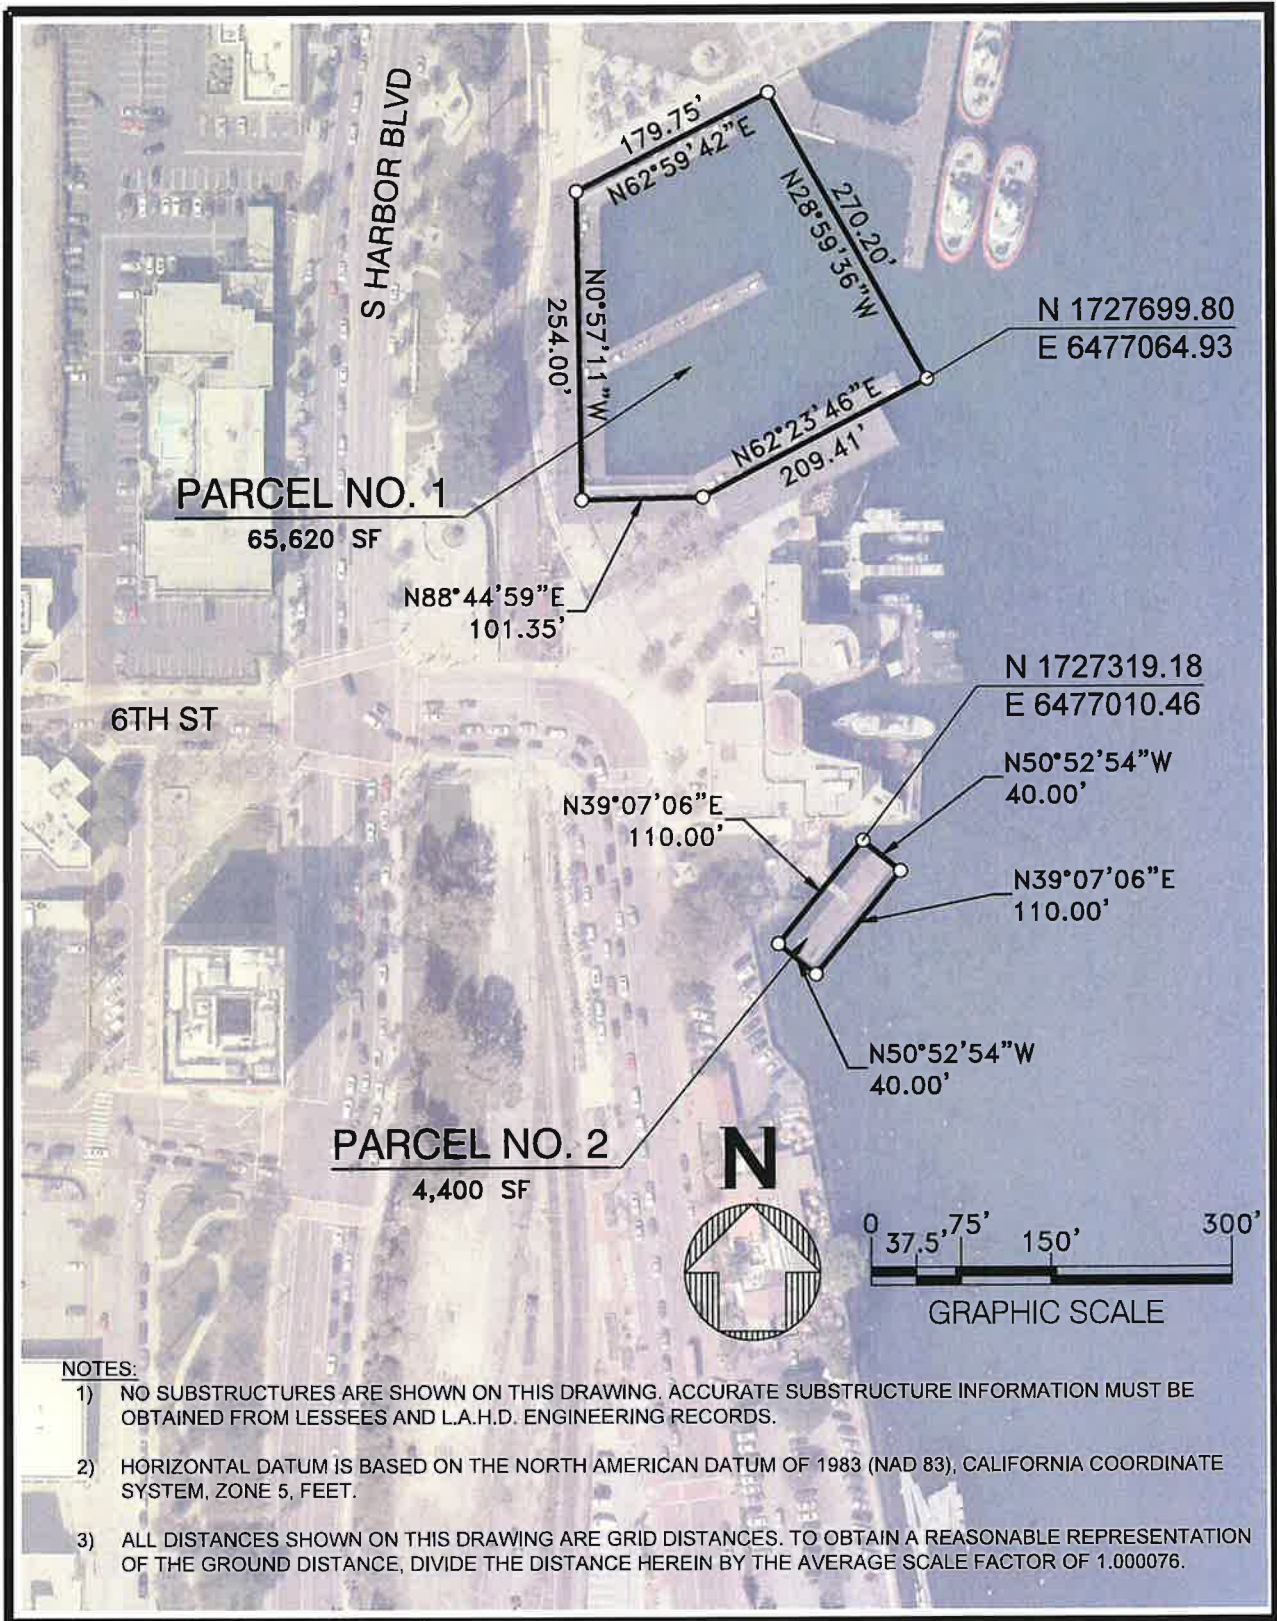 S HARBOR BLVD
179.75'
N62°59'42"E
270.20'
N28°59'36"W
N0°57'11"W
254.00'
N 1727699.80
E 6477064.93
N62°23'46"E
209.41'
PARCEL NO. 1
65,620 SF
N88°44'59"E
101.35'
6TH ST
N 1727319.18
E 6477010.46
N50°52'54"W
40.00'
N39°07'06"E
110.00'
N39°07'06"E
110.00'
N50°52'54"W
40.00'
PARCEL NO. 2
4,400 SF
N
0 37.5' 75' 150' 300'
GRAPHIC SCALE
NOTES:
1) NO SUBSTRUCTURES ARE SHOWN ON THIS DRAWING. ACCURATE SUBSTRUCTURE INFORMATION MUST BE
OBTAINED FROM LESSEES AND L.A.H.D. ENGINEERING RECORDS.
2) HORIZONTAL DATUM IS BASED ON THE NORTH AMERICAN DATUM OF 1983 (NAD 83), CALIFORNIA COORDINATE
SYSTEM, ZONE 5, FEET.
3) ALL DISTANCES SHOWN ON THIS DRAWING ARE GRID DISTANCES. TO OBTAIN A REASONABLE REPRESENTATION
OF THE GROUND DISTANCE, DIVIDE THE DISTANCE HEREIN BY THE AVERAGE SCALE FACTOR OF 1.000076.